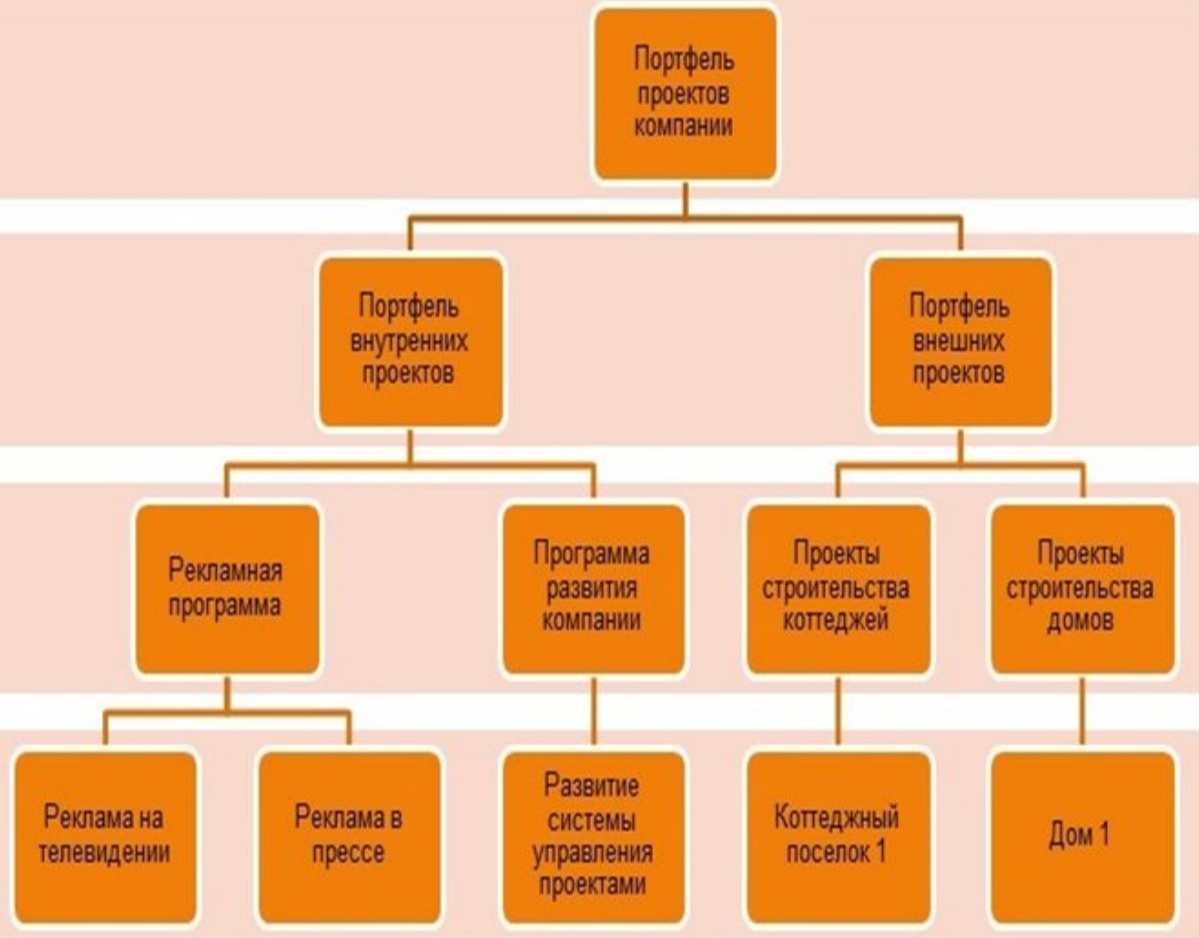 Портфель
проектов
компании
Портфель
внутренних
проектов
Портфель
внешних
проектов
Рекламная
программа
Программа
развития
компании
Проекты
строительства
коттеджей
Проекты
строительства
домов
Реклама на
телевидении
Реклама в
прессе
Развитие
системы
управления
проектами
Коттеджный
поселок 1
Дом 1